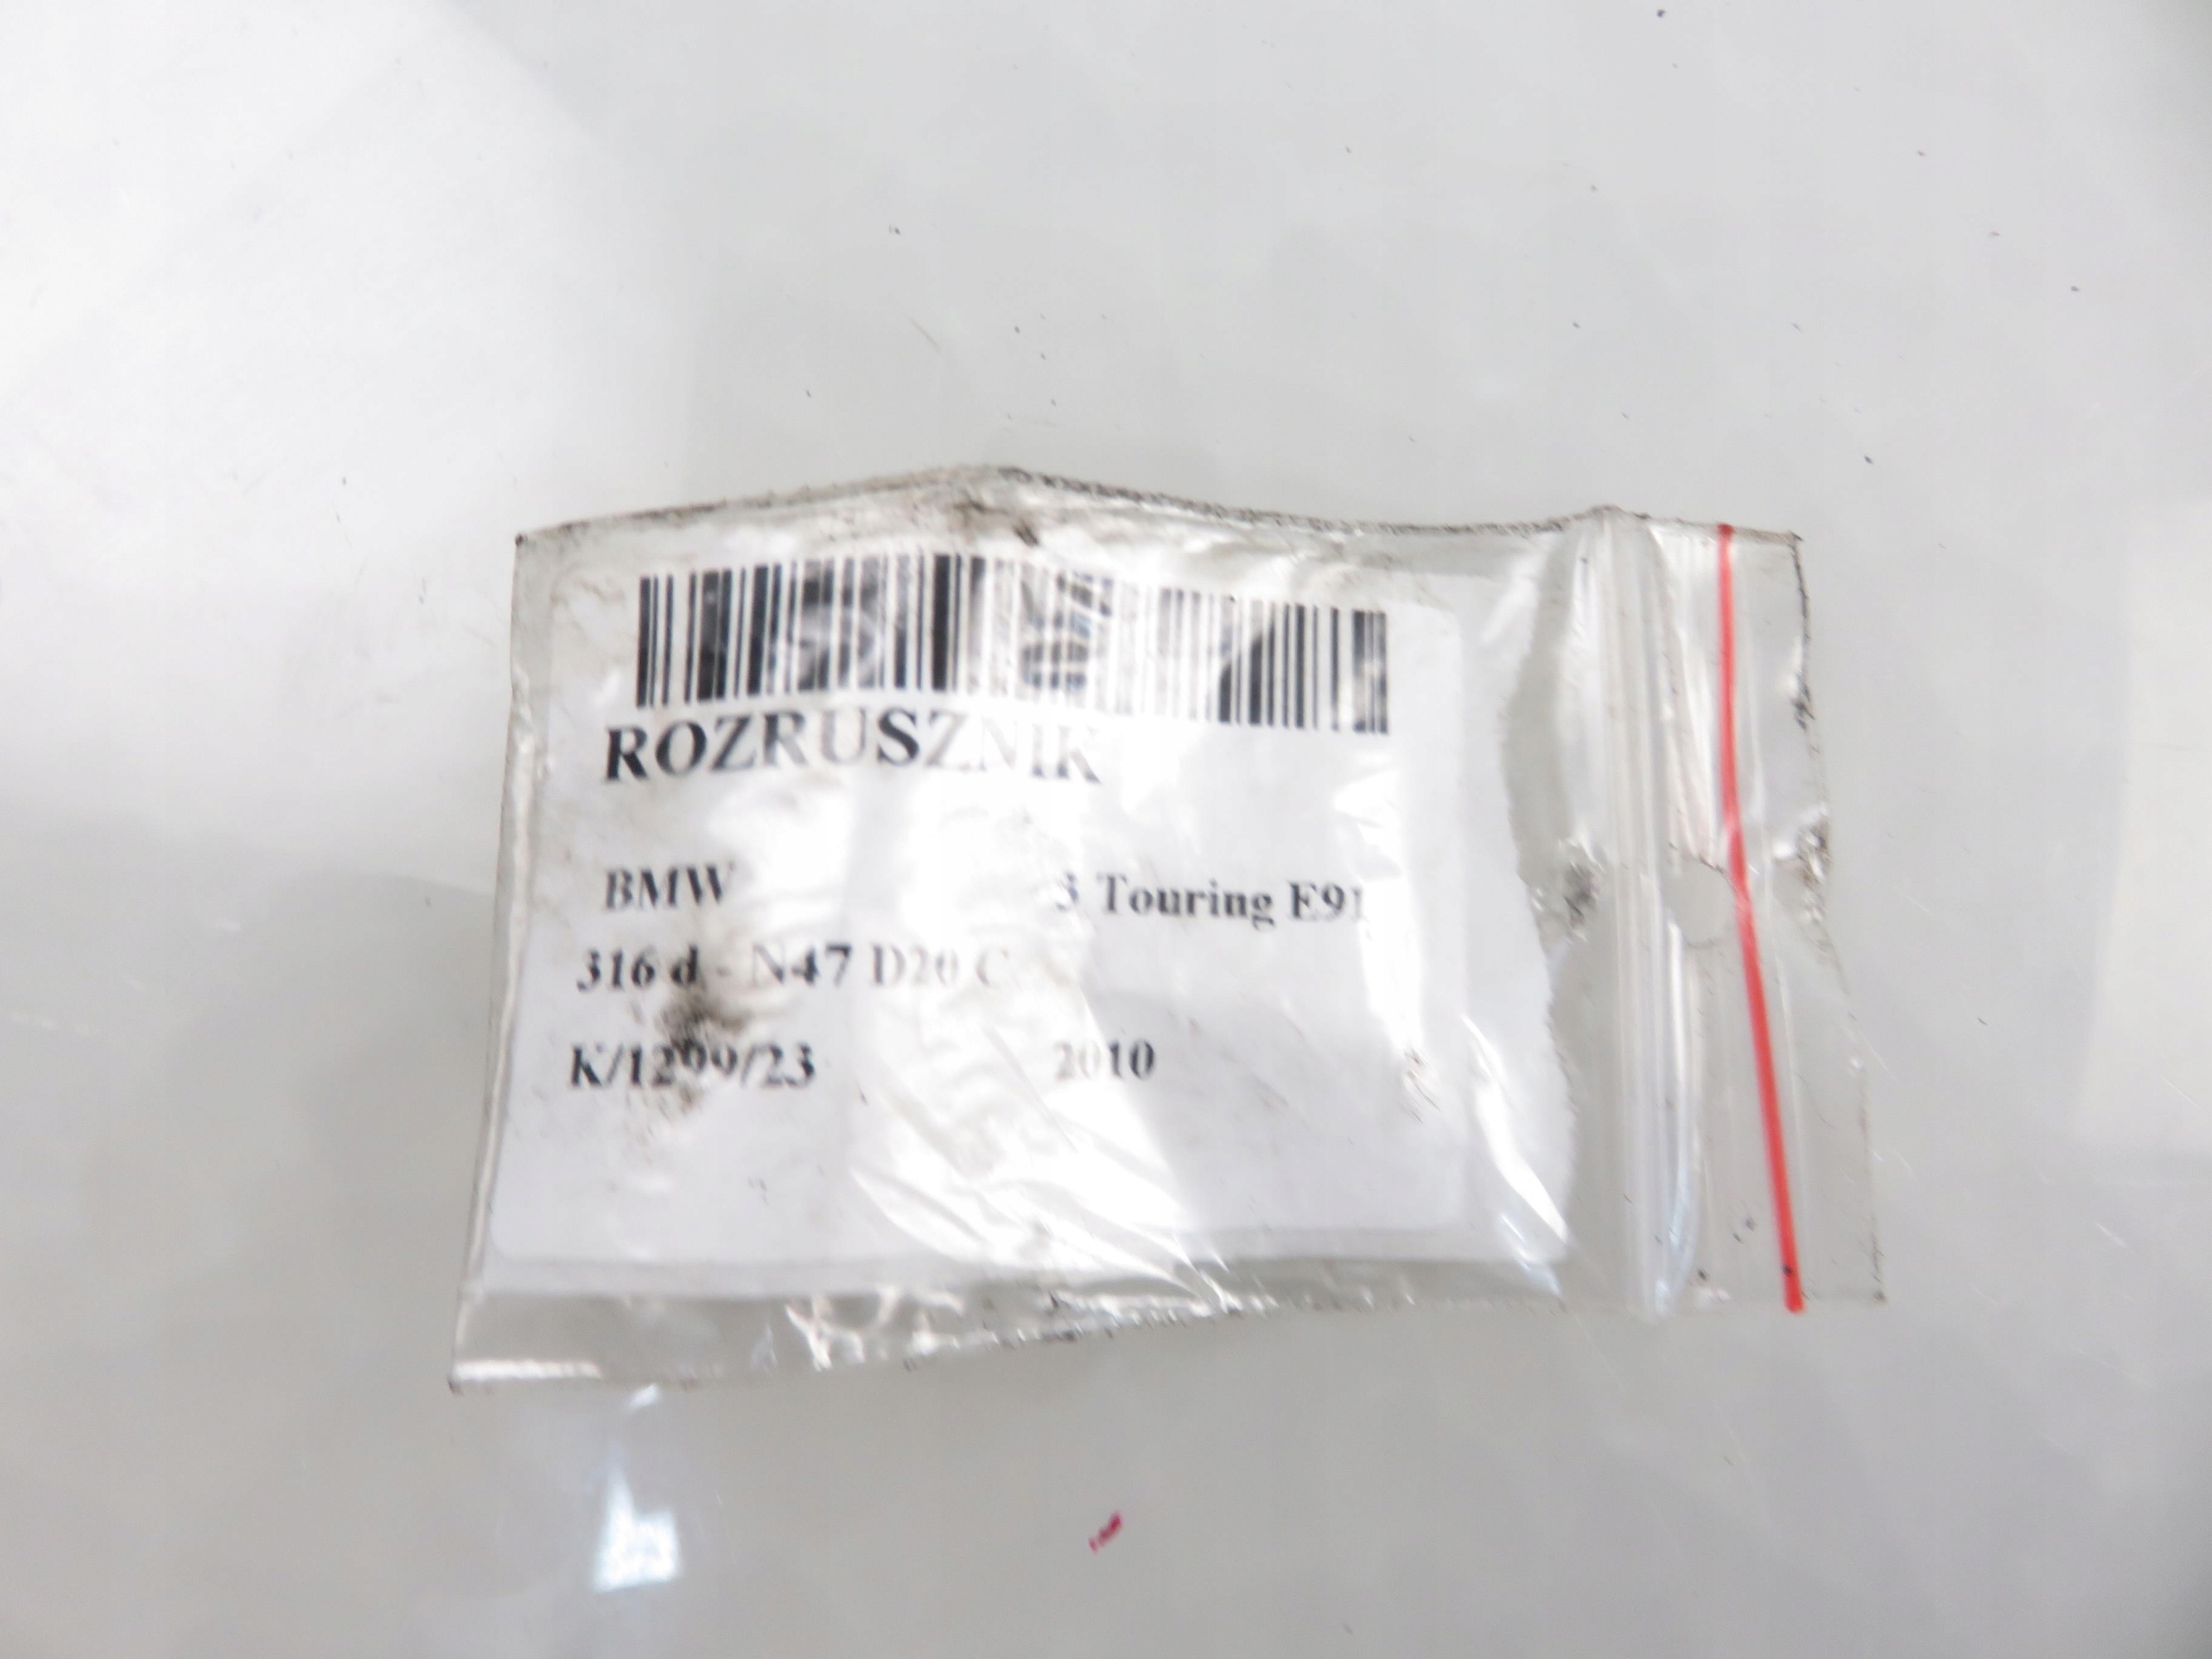 ROZRUSZNIK
BMW 3 Touring E91
316 d - N47 D20 C
K/1299/23 2010